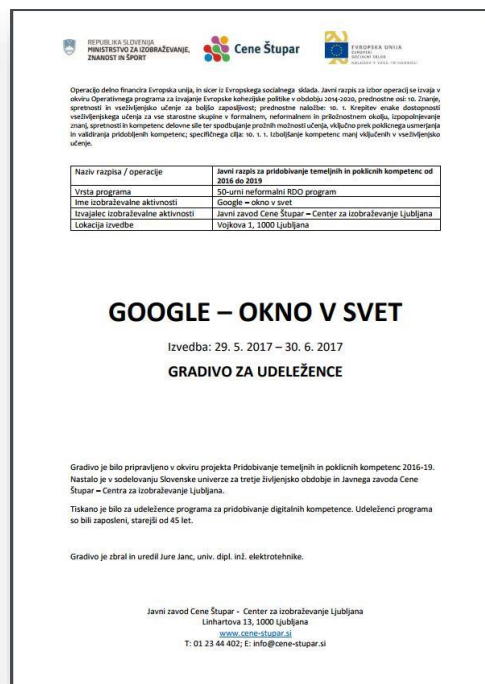 REPUBLIKA SLOVENIJA
MINISTRSTVO ZA IZOBRAŽEVANJE,
ZNANOST IN ŠPORT
Cene Štupar
EVROPSKA UNIJA
EVROPSKI
SOCIALNI SKLAD
NALOŽBA V VAŠO PRIHODNOST
Operacijo delno financira Evropska unija, in sicer iz Evropskega socialnega sklada. Javni razpis za izbor operacij se izvaja v
okviru Operativnega programa za izvajanje Evropske kohezijske politike v obdobju 2014-2020, prednostne osi: 10. Znanje,
spretnosti in vseživljenjsko učenje za boljšo zaposljivost; prednostne naložbe: 10. 1. Krepitev enake dostopnosti
vseživljenjskega učenja za vse starostne skupine v formalnem, neformalnem in priložnostnem okolju, izpopolnjevanje
znanj, spretnosti in kompetenc delovne sile ter spodbujanje prožnih možnosti učenja, vključno prek poklicnega usmerjanja
in validiranja pridobljenih kompetenc; specifičnega cilja: 10. 1. 1. Izboljšanje kompetenc manj vključenih v vseživljenjsko
učenje.
Naziv razpisa / operacije Javni razpis za pridobivanje temeljnih in poklicnih kompetenc od
2016 do 2019
Vrsta programa 50-urni neformalni RDO program
Ime izobraževalne aktivnosti Google – okno v svet
Izvajalec izobraževalne aktivnosti Javni zavod Cene Štupar – Center za izobraževanje Ljubljana
Lokacija izvedbe Vojkova 1, 1000 Ljubljana
GOOGLE – OKNO V SVET
Izvedba: 29. 5. 2017 – 30. 6. 2017
GRADIVO ZA UDELEŽENCE
Gradivo je bilo pripravljeno v okviru projekta Pridobivanje temeljnih in poklicnih kompetenc 2016-19.
Nastalo je v sodelovanju Slovenske univerze za tretje življenjsko obdobje in Javnega zavoda Cene
Štupar – Centra za izobraževanje Ljubljana.
Tiskano je bilo za udeležence programa za pridobivanje digitalnih kompetence. Udeleženci programa
so bili zaposleni, starejši od 45 let.
Gradivo je zbral in uredil Jure Janc, univ. dipl. inž. elektrotehnike.
Javni zavod Cene Štupar - Center za izobraževanje Ljubljana
Linhartova 13, 1000 Ljubljana
www.cene-stupar.si
T: 01 23 44 402; E: info@cene-stupar.si